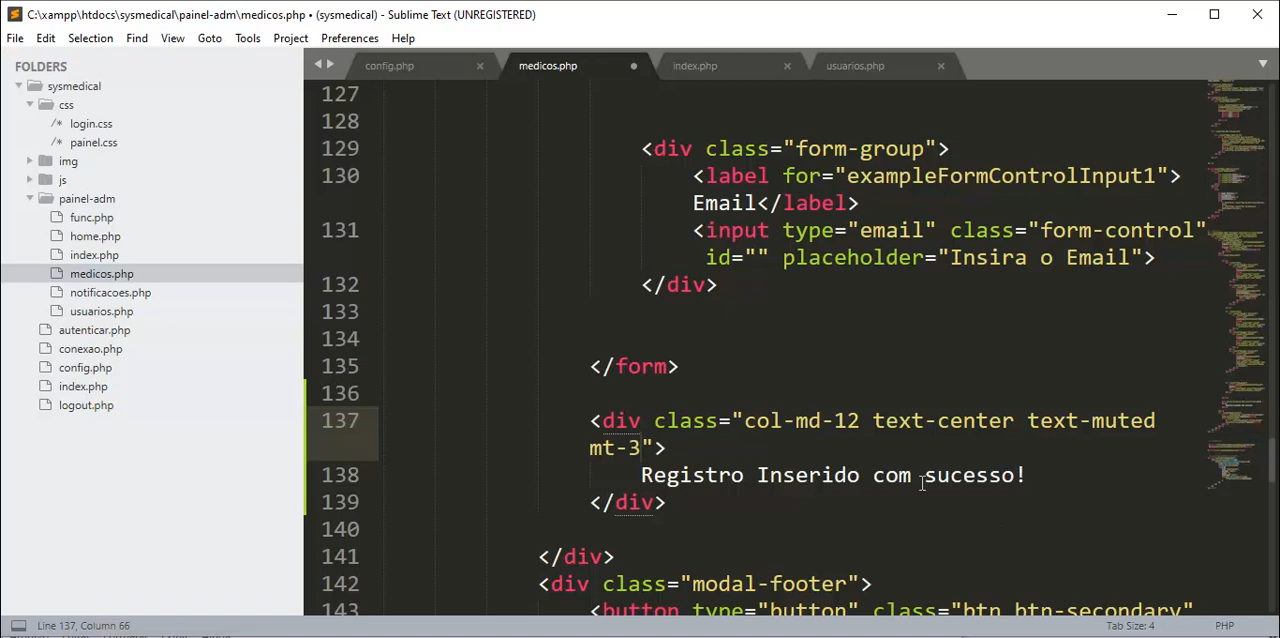 C:\xampp\htdocs\sysmedical\painel-adm\medicos.php • (sysmedical) - Sublime Text (UNREGISTERED)
File Edit Selection Find View Goto Tools Project Preferences Help
FOLDERS
sysmedical
css
/* login.css
/* painel.css
img
js
painel-adm
func.php
home.php
index.php
medicos.php
notificacoes.php
usuarios.php
autenticar.php
conexao.php
config.php
index.php
logout.php
config.php × medicos.php • index.php × usuarios.php ×
127
128
129 <div class="form-group">
130 <label for="exampleFormControlInput1">
Email</label>
131 <input type="email" class="form-control"
id="" placeholder="Insira o Email">
132 </div>
133
134
135 </form>
136
137 <div class="col-md-12 text-center text-muted
mt-3">
138 Registro Inserido com sucesso!
139 </div>
140
141 </div>
142 <div class="modal-footer">
143 <button type="button" class="btn btn-secondary"
Line 137, Column 66 Tab Size: 4 PHP